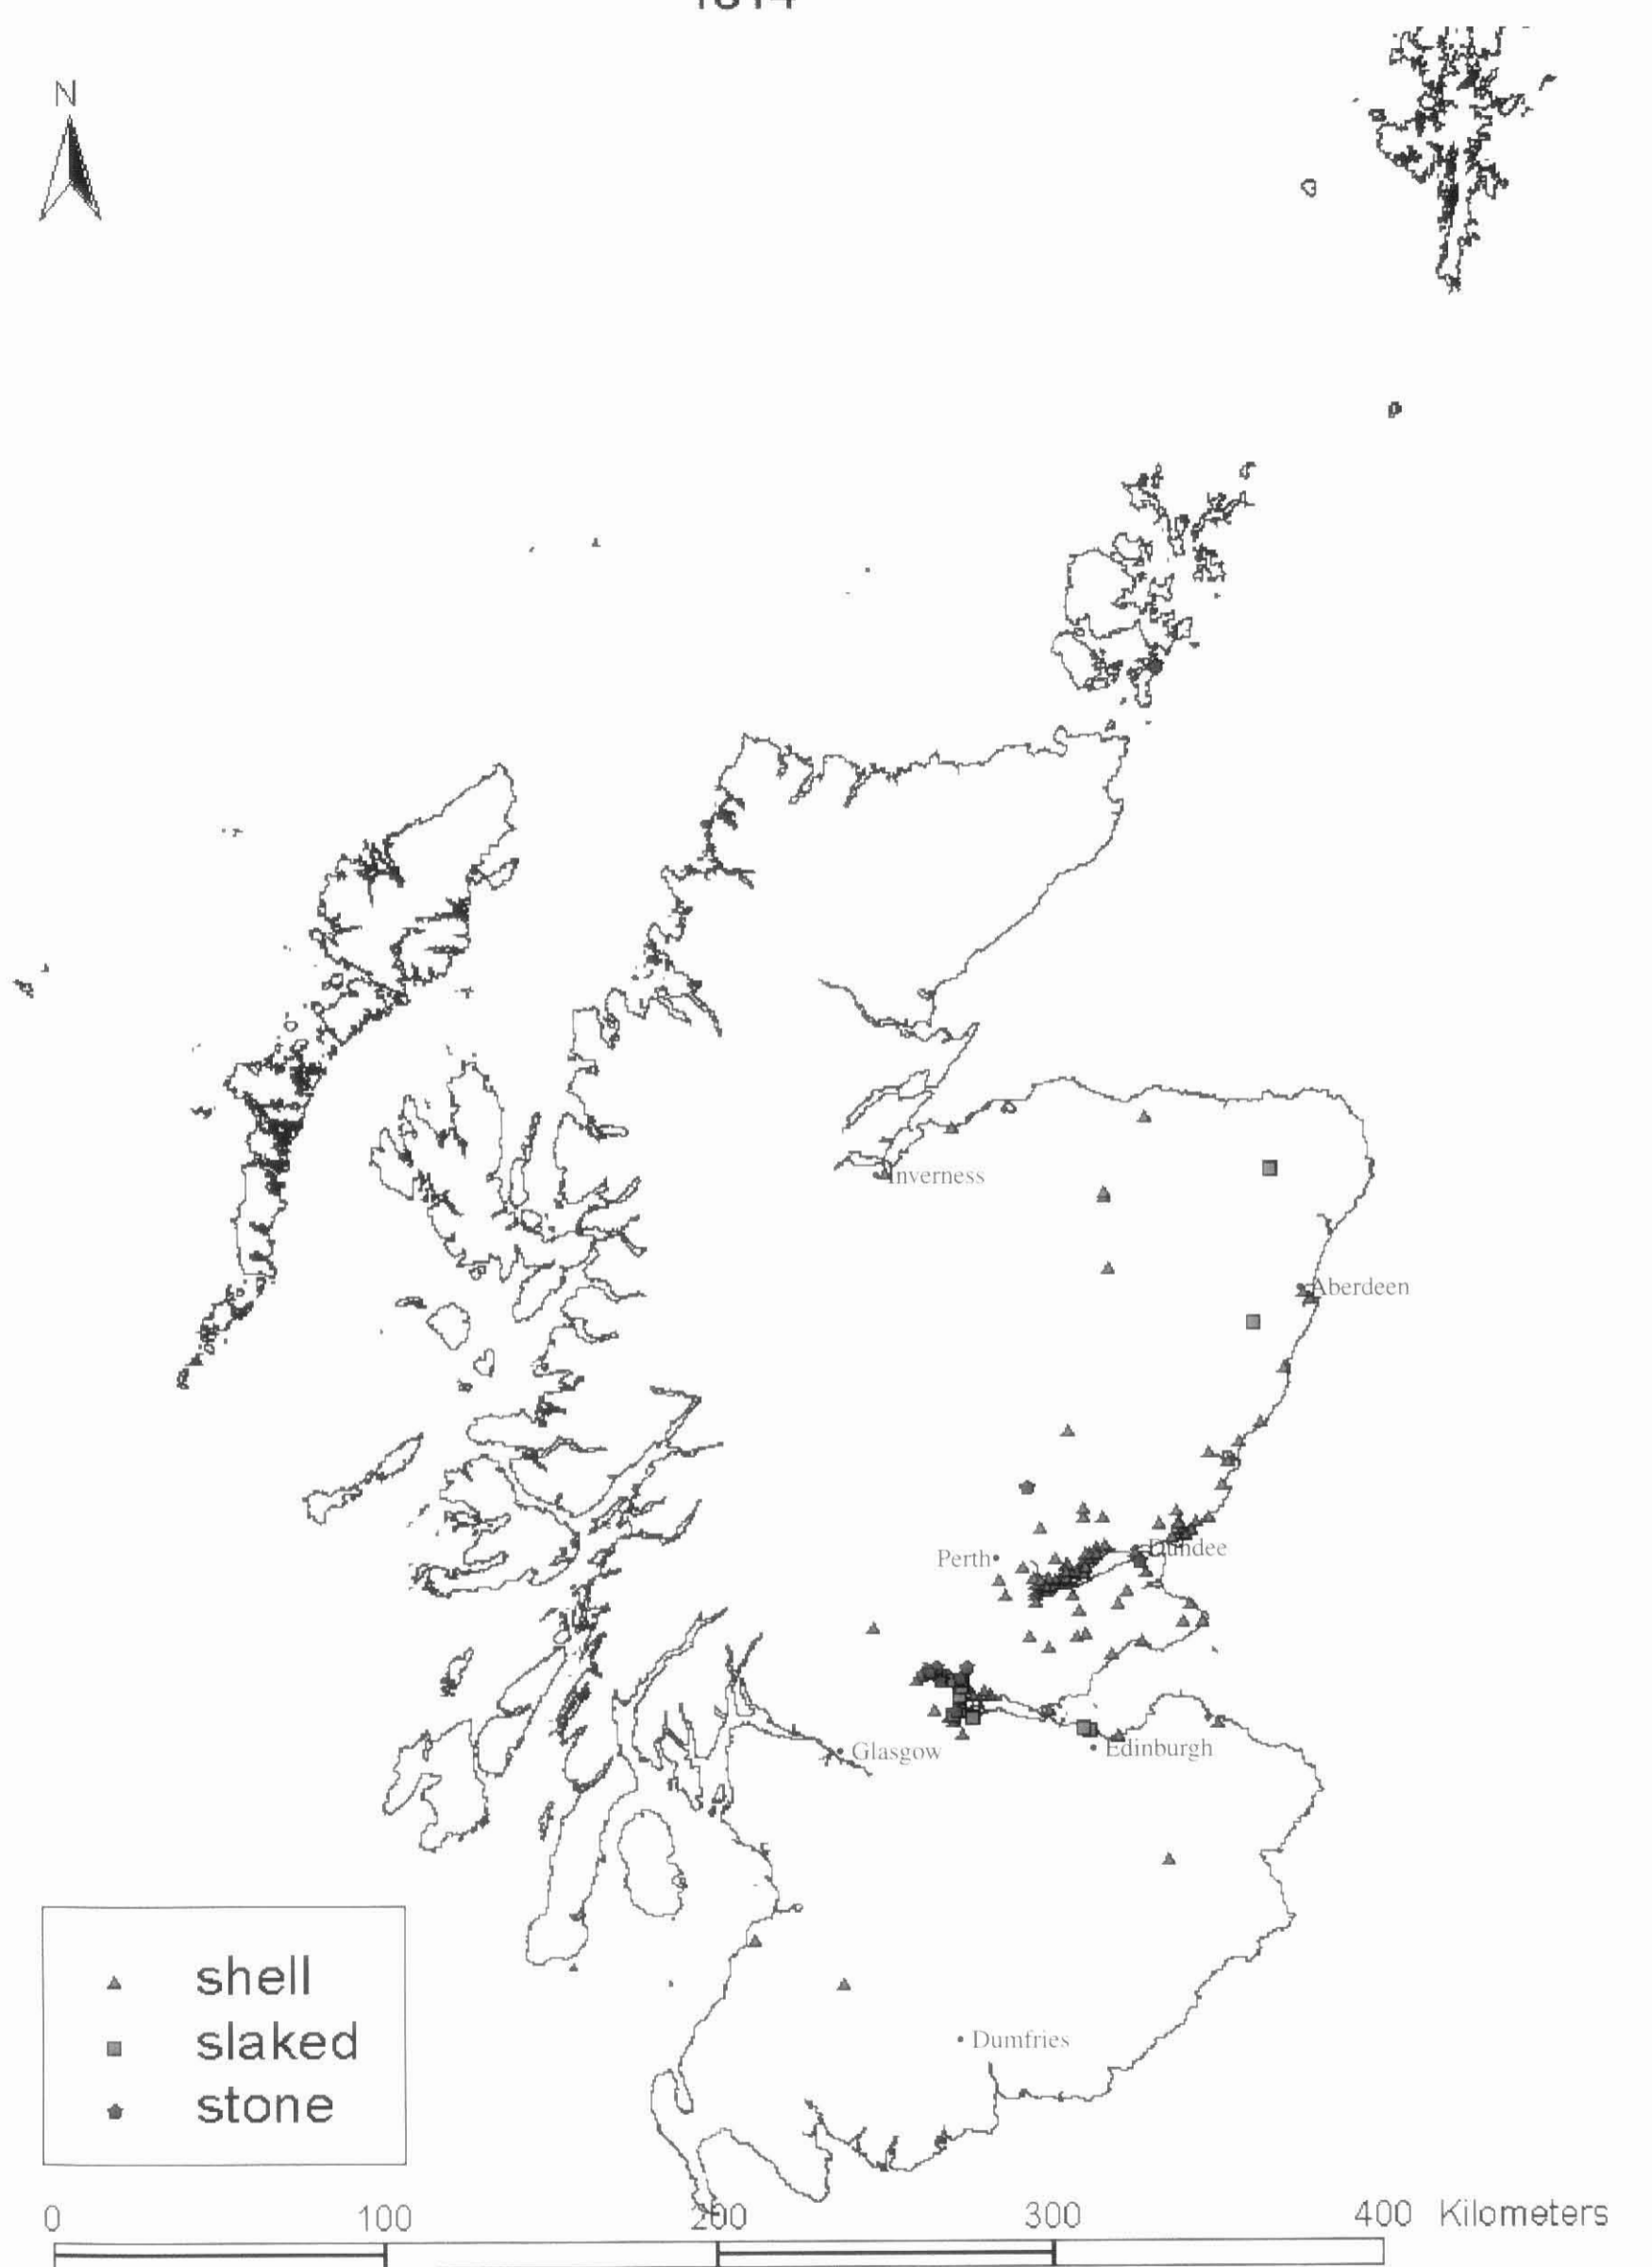 N
Inverness
Aberdeen
Perth
Dundee
Glasgow
Edinburgh
shell
slaked
stone
Dumfries
0 100 200 300 400 Kilometers